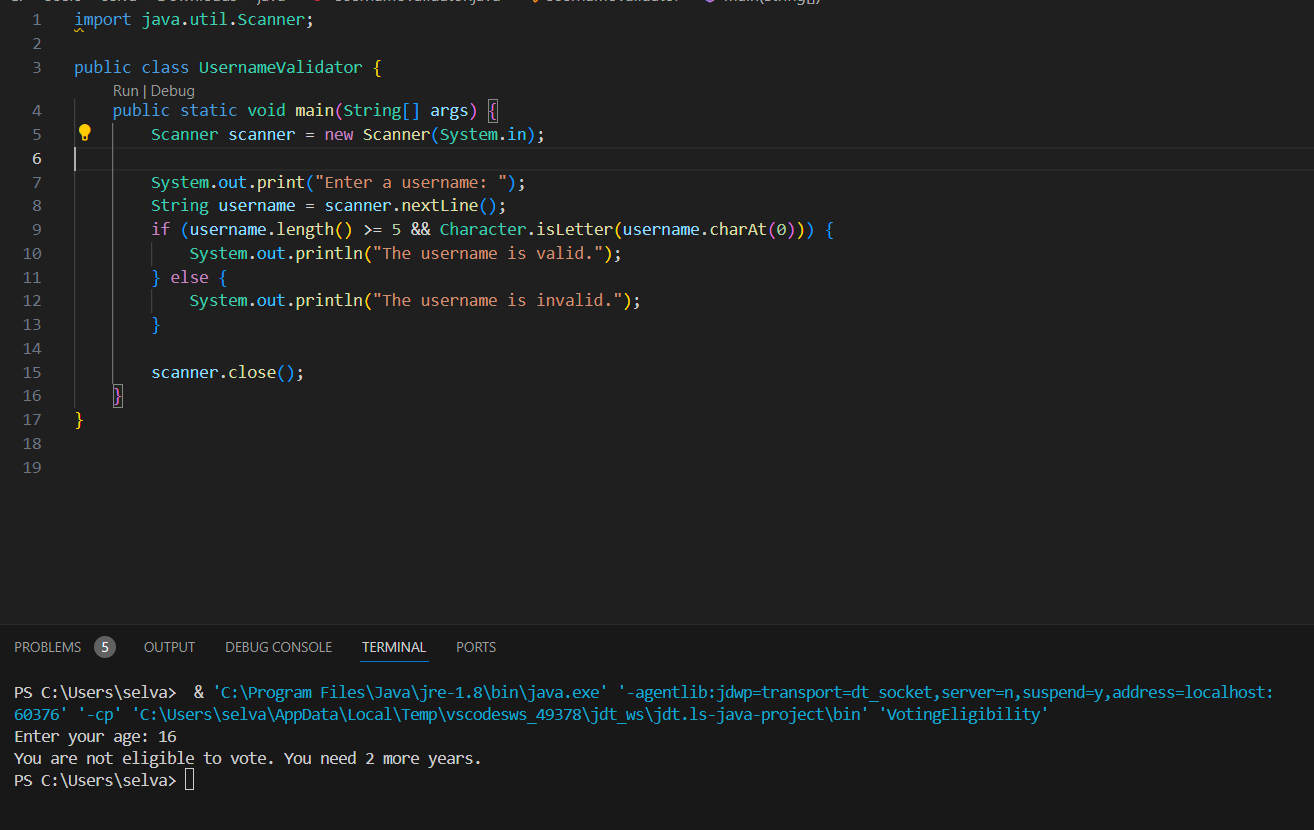 1 import java.util.Scanner;
2
3 public class UsernameValidator {
Run | Debug
4 public static void main(String[] args) {
5 Scanner scanner = new Scanner(System.in);
6
7 System.out.print("Enter a username: ");
8 String username = scanner.nextLine();
9 if (username.length() >= 5 && Character.isLetter(username.charAt(0))) {
10 System.out.println("The username is valid.");
11 } else {
12 System.out.println("The username is invalid.");
13 }
14
15 scanner.close();
16 }
17 }
18
19
PROBLEMS 5 OUTPUT DEBUG CONSOLE TERMINAL PORTS
PS C:\Users\selva>  & 'C:\Program Files\Java\jre-1.8\bin\java.exe' '-agentlib:jdwp=transport=dt_socket,server=n,suspend=y,address=localhost:
60376' '-cp' 'C:\Users\selva\AppData\Local\Temp\vscodesws_49378\jdt_ws\jdt.ls-java-project\bin' 'VotingEligibility'
Enter your age: 16
You are not eligible to vote. You need 2 more years.
PS C:\Users\selva>